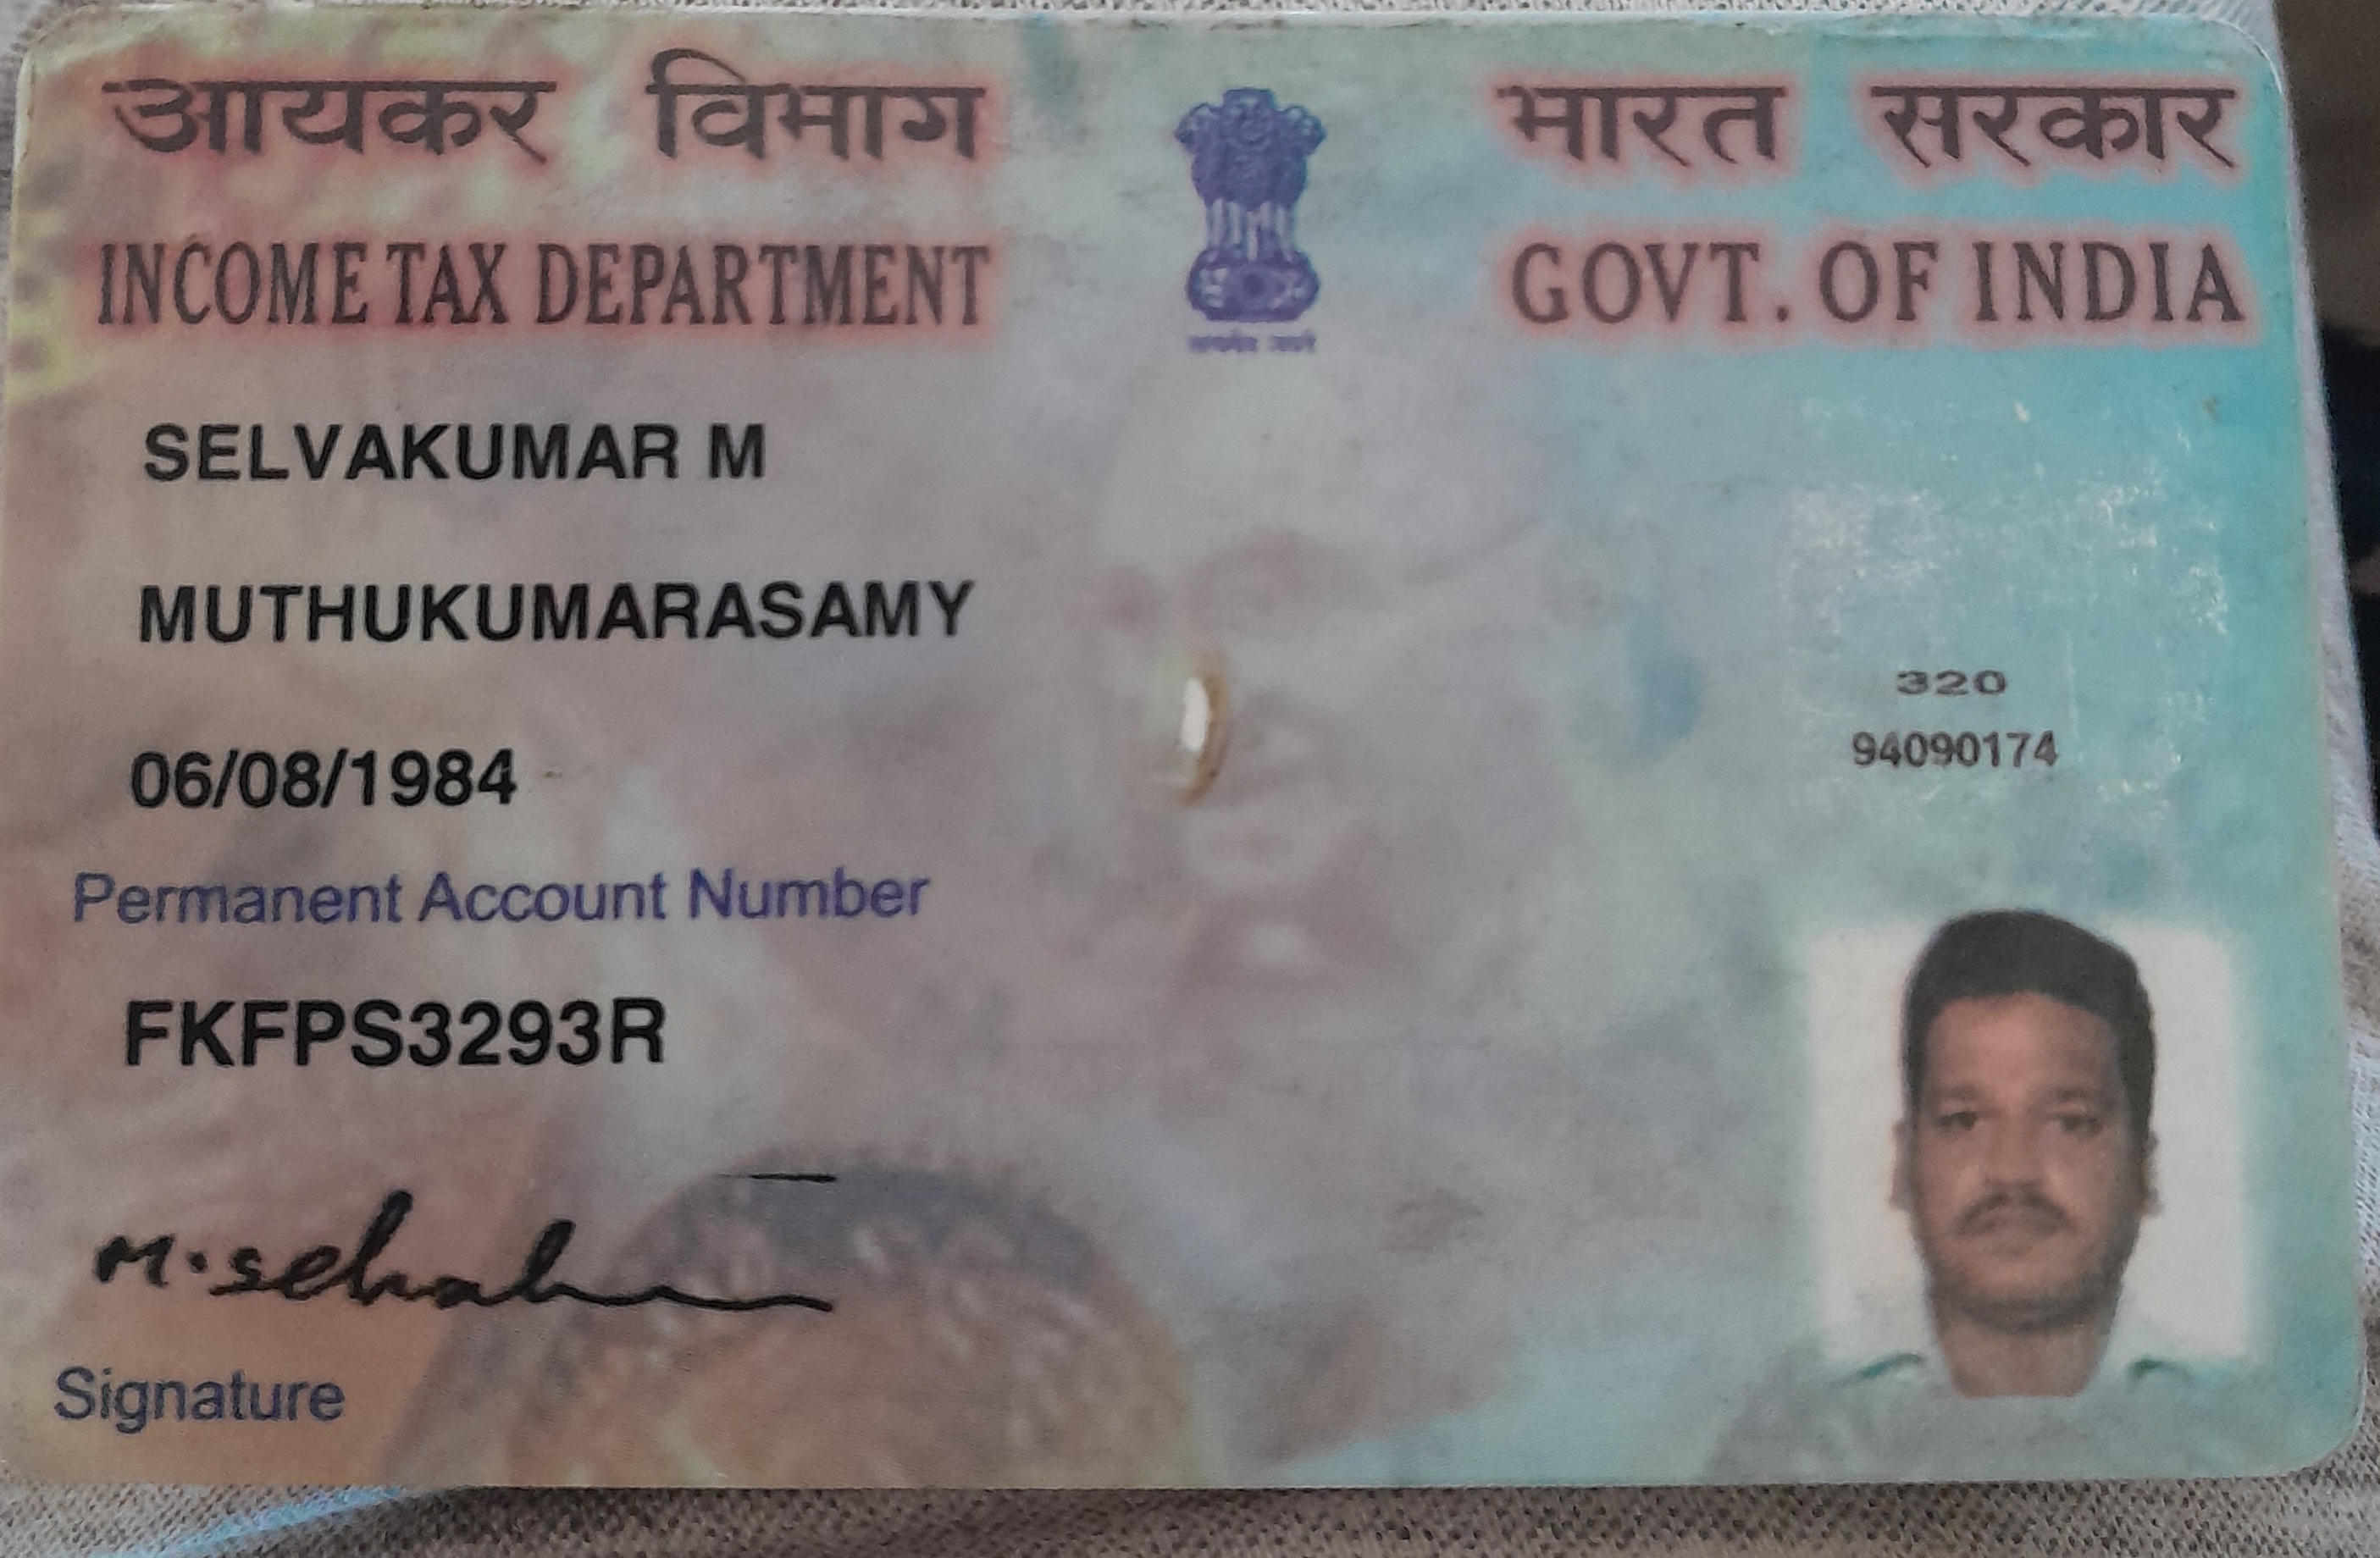 आयकर विभाग
भारत सरकार
INCOME TAX DEPARTMENT
GOVT. OF INDIA
SELVAKUMAR M
MUTHUKUMARASAMY
06/08/1984
320
94090174
Permanent Account Number
FKFPS3293R
Signature